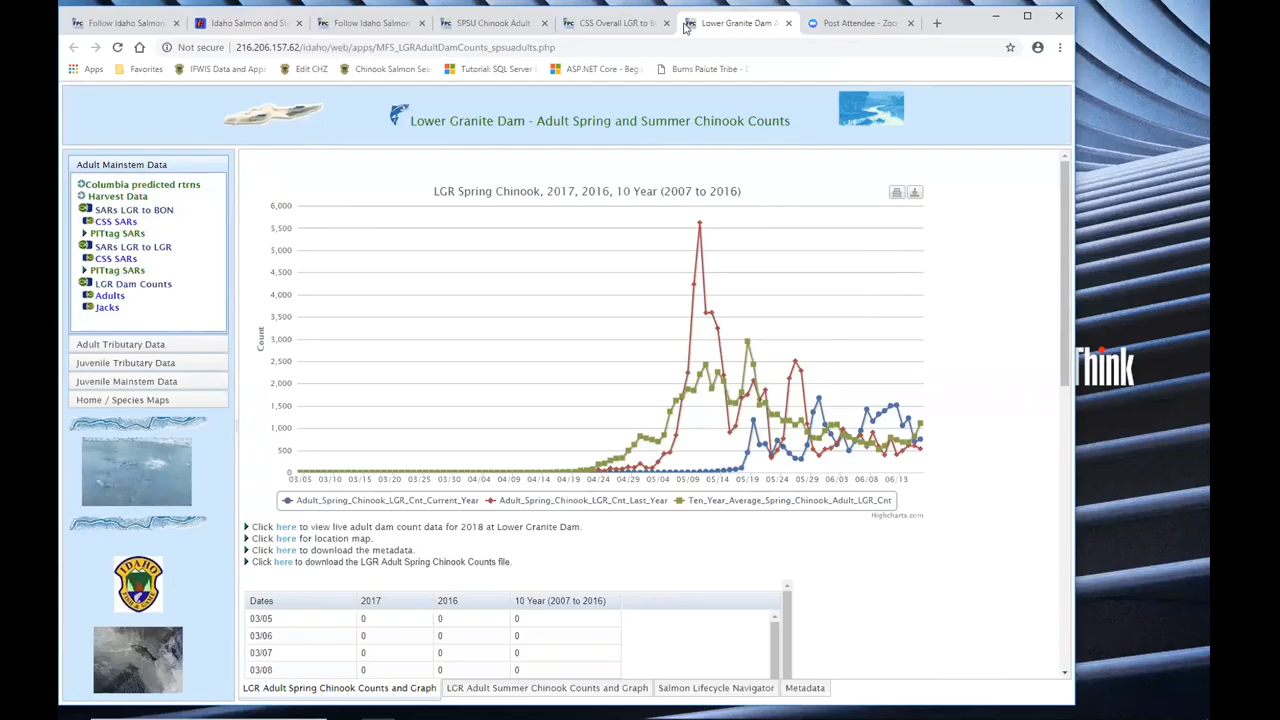 Follow Idaho Salmon
Idaho Salmon and St
Follow Idaho Salmon
SPSU Chinook Adult
CSS Overall LGR to B
Lower Granite Dam A
Post Attendee - Zoo
Not secure 216.206.157.62/idaho/web/apps/MFS_LGRAdultDamCounts_spsuadults.php
Apps Favorites IFWIS Data and Apps Edit CHZ Chinook Salmon Sea Tutorial: SQL Server ASP.NET Core - Beg Burns Paiute Tribe -
Lower Granite Dam - Adult Spring and Summer Chinook Counts
Adult Mainstem Data
Columbia predicted rtrns
Harvest Data
SARs LGR to BON
CSS SARs
PITtag SARs
SARs LGR to LGR
CSS SARs
PITtag SARs
LGR Dam Counts
Adults
Jacks
Adult Tributary Data
Juvenile Tributary Data
Juvenile Mainstem Data
Home / Species Maps
LGR Spring Chinook, 2017, 2016, 10 Year (2007 to 2016)
6,000
5,500
5,000
4,500
4,000
3,500
3,000
2,500
2,000
1,500
1,000
500
0
Count
03/05 03/10 03/15 03/20 03/25 03/30 04/04 04/09 04/14 04/19 04/24 04/29 05/04 05/09 05/14 05/19 05/24 05/29 06/03 06/08 06/13
Adult_Spring_Chinook_LGR_Cnt_Current_Year Adult_Spring_Chinook_LGR_Cnt_Last_Year Ten_Year_Average_Spring_Chinook_Adult_LGR_Cnt
Highcharts.com
Click here to view live adult dam count data for 2018 at Lower Granite Dam.
Click here for location map.
Click here to download the metadata.
Click here to download the LGR Adult Spring Chinook Counts file.
Dates 2017 2016 10 Year (2007 to 2016)
03/05 0 0 0
03/06 0 0 0
03/07 0 0 0
03/08 0 0 0
LGR Adult Spring Chinook Counts and Graph LGR Adult Summer Chinook Counts and Graph Salmon Lifecycle Navigator Metadata
Think